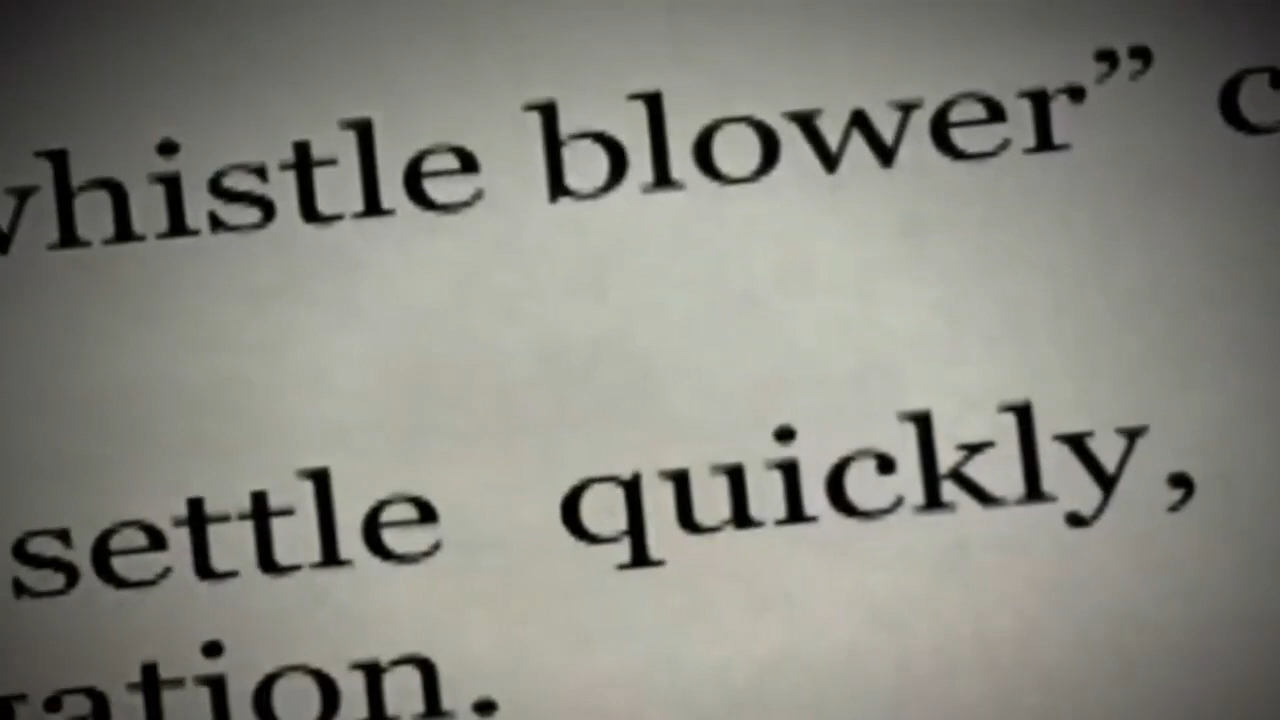 whistle blower” c
settle quickly,
ation.